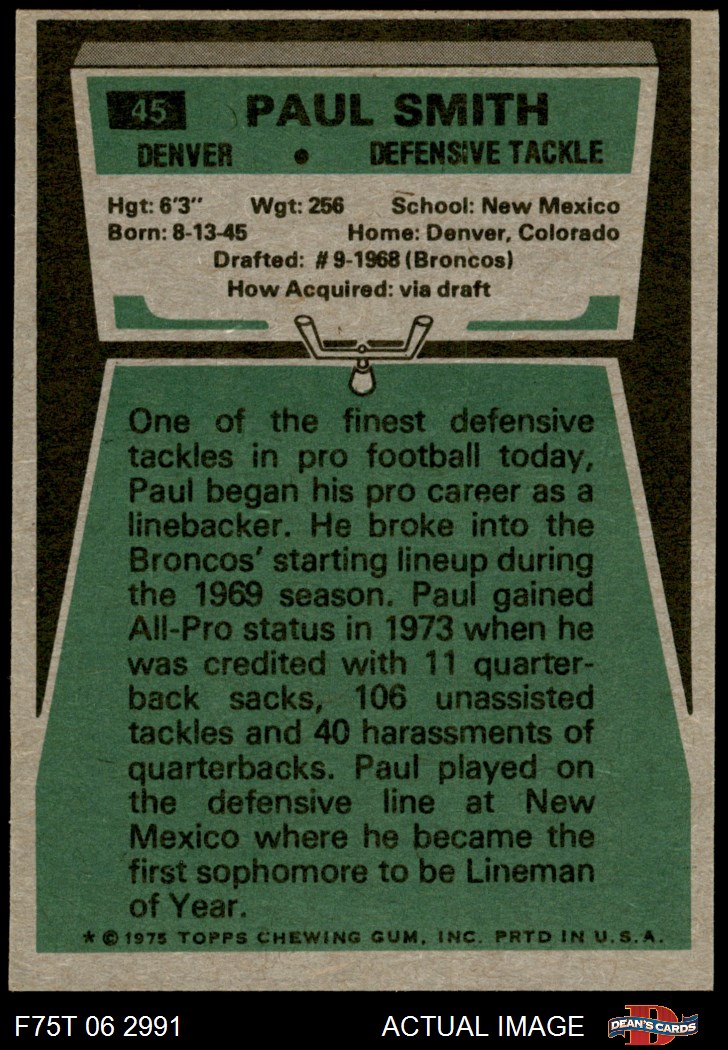 45 PAUL SMITH
DENVER • DEFENSIVE TACKLE
Hgt: 6'3" Wgt: 256 School: New Mexico
Born: 8-13-45 Home: Denver, Colorado
Drafted: #9-1968 (Broncos)
How Acquired: via draft
One of the finest defensive
tackles in pro football today,
Paul began his pro career as a
linebacker. He broke into the
Broncos' starting lineup during
the 1969 season. Paul gained
All-Pro status in 1973 when he
was credited with 11 quarter-
back sacks, 106 unassisted
tackles and 40 harassments of
quarterbacks. Paul played on
the defensive line at New
Mexico where he became the
first sophomore to be Lineman
of Year.
* © 1975 TOPPS CHEWING GUM, INC. PRTD IN U.S.A.
F75T 06 2991 ACTUAL IMAGE D DEAN'S CARDS